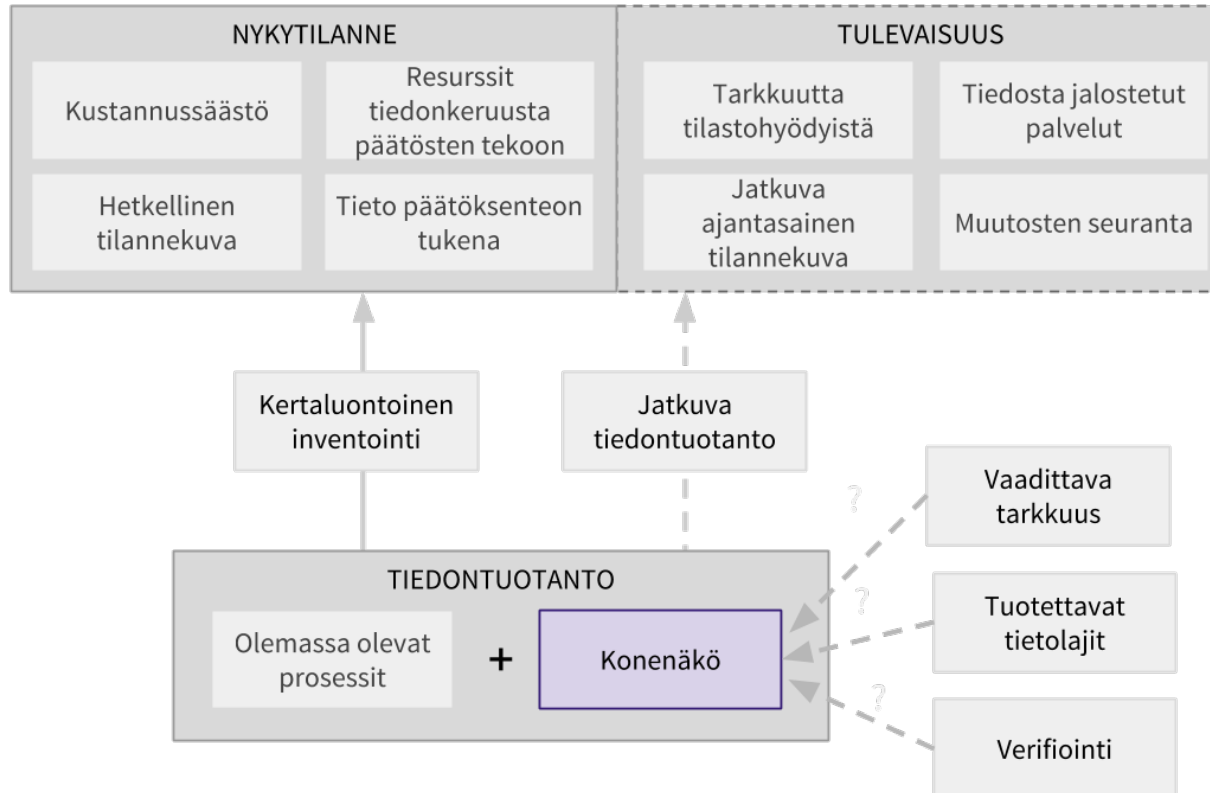 NYKYTILANNE
Kustannussäästö
Resurssit
tiedonkeruusta
päätösten tekoon
Hetkellinen
tilannekuva
Tieto päätöksenteon
tukena
TULEVAISUUS
Tarkkuutta
tilastohyödyistä
Tiedosta jalostetut
palvelut
Jatkuva
ajantasainen
tilannekuva
Muutosten seuranta
Kertaluontoinen
inventointi
Jatkuva
tiedontuotanto
TIEDONTUOTANTO
Olemassa olevat
prosessit
+
Konenäkö
?
Vaadittava
tarkkuus
?
Tuotettavat
tietolajit
?
Verifiointi